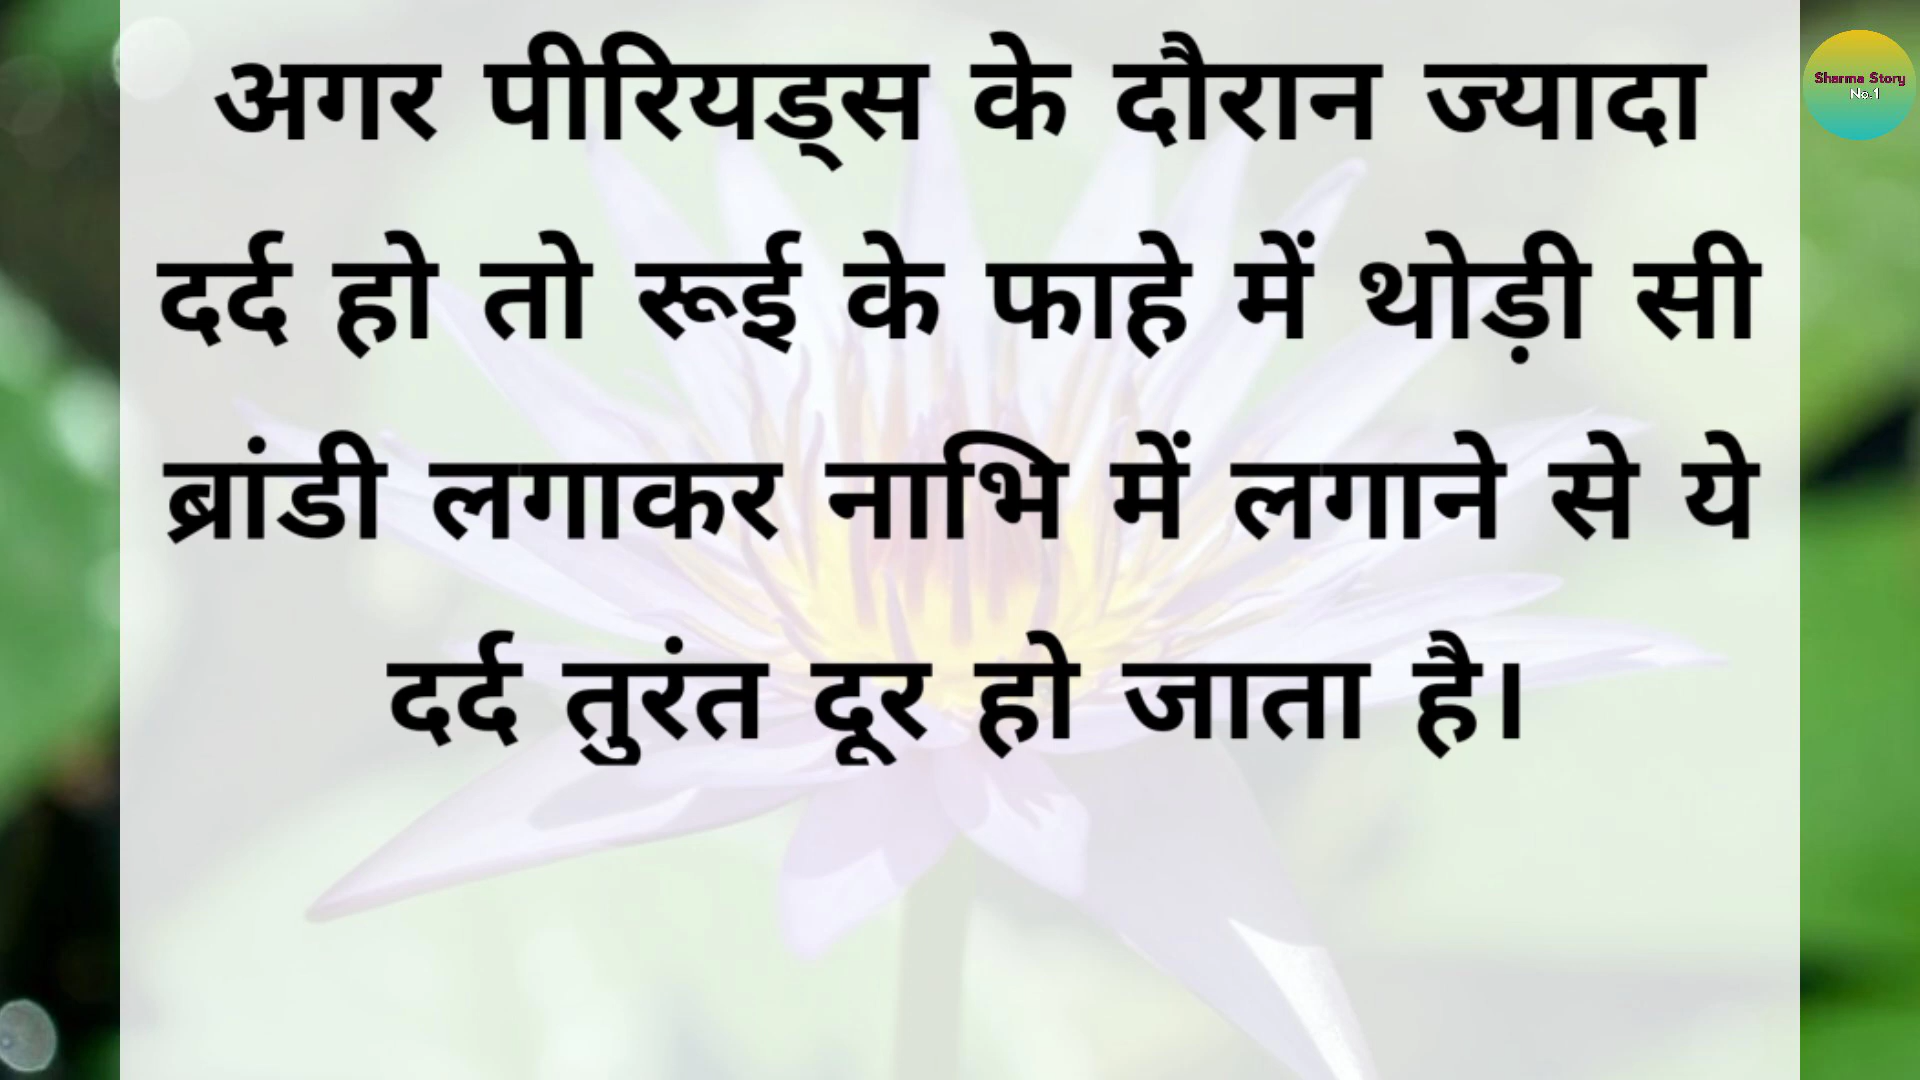 अगर पीरियड्स के दौरान ज्यादा
दर्द हो तो रूई के फाहे में थोड़ी सी
ब्रांडी लगाकर नाभि में लगाने से ये
दर्द तुरंत दूर हो जाता है।
Sharma Story
No.1